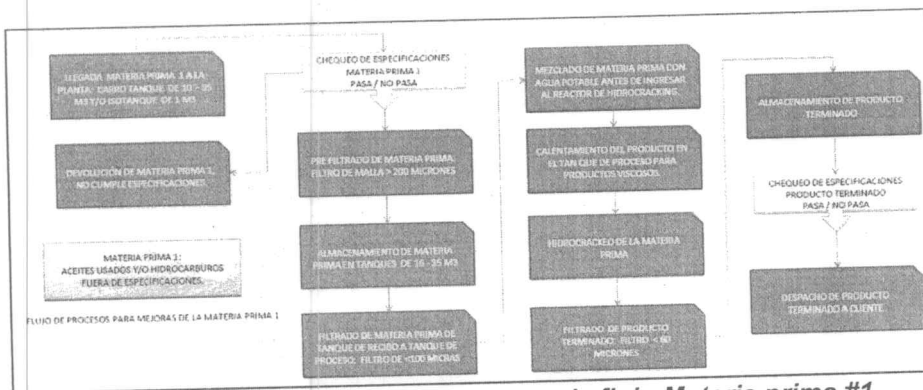 LLEGADA MATERIA PRIMA 1 A LA
PLANTA: CARRO TANQUE DE 10 - 35
M3 Y/O ISOTANQUE DE 1 M3
DEVOLUCIÓN DE MATERIA PRIMA 1,
NO CUMPLE ESPECIFICACIONES.
MATERIA PRIMA 1:
ACEITES USADOS Y/O HIDROCARBUROS
FUERA DE ESPECIFICACIONES.
FLUJO DE PROCESOS PARA MEJORAS DE LA MATERIA PRIMA 1
CHEQUEO DE ESPECIFICACIONES
MATERIA PRIMA 1
PASA / NO PASA
PRE FILTRADO DE MATERIA PRIMA:
FILTRO DE MALLA > 200 MICRONES
ALMACENAMIENTO DE MATERIA
PRIMA EN TANQUES DE 16 - 35 M3
FILTRADO DE MATERIA PRIMA DE
TANQUE DE RECIBO A TANQUE DE
PROCESO: FILTRO DE <100 MICRAS
MEZCLADO DE MATERIA PRIMA CON
AGUA POTABLE ANTES DE INGRESAR
AL REACTOR DE HIDROCRACKING.
CALENTAMIENTO DEL PRODUCTO EN
EL TANQUE DE PROCESO PARA
PRODUCTOS VISCOSOS.
HIDROCRACKEO DE LA MATERIA
PRIMA
FILTRADO DE PRODUCTO
TERMINADO: FILTRO < 60
MICRONES
ALMACENAMIENTO DE PRODUCTO
TERMINADO
CHEQUEO DE ESPECIFICACIONES
PRODUCTO TERMINADO
PASA / NO PASA
DESPACHO DE PRODUCTO
TERMINADO A CLIENTE
Materia prima #1